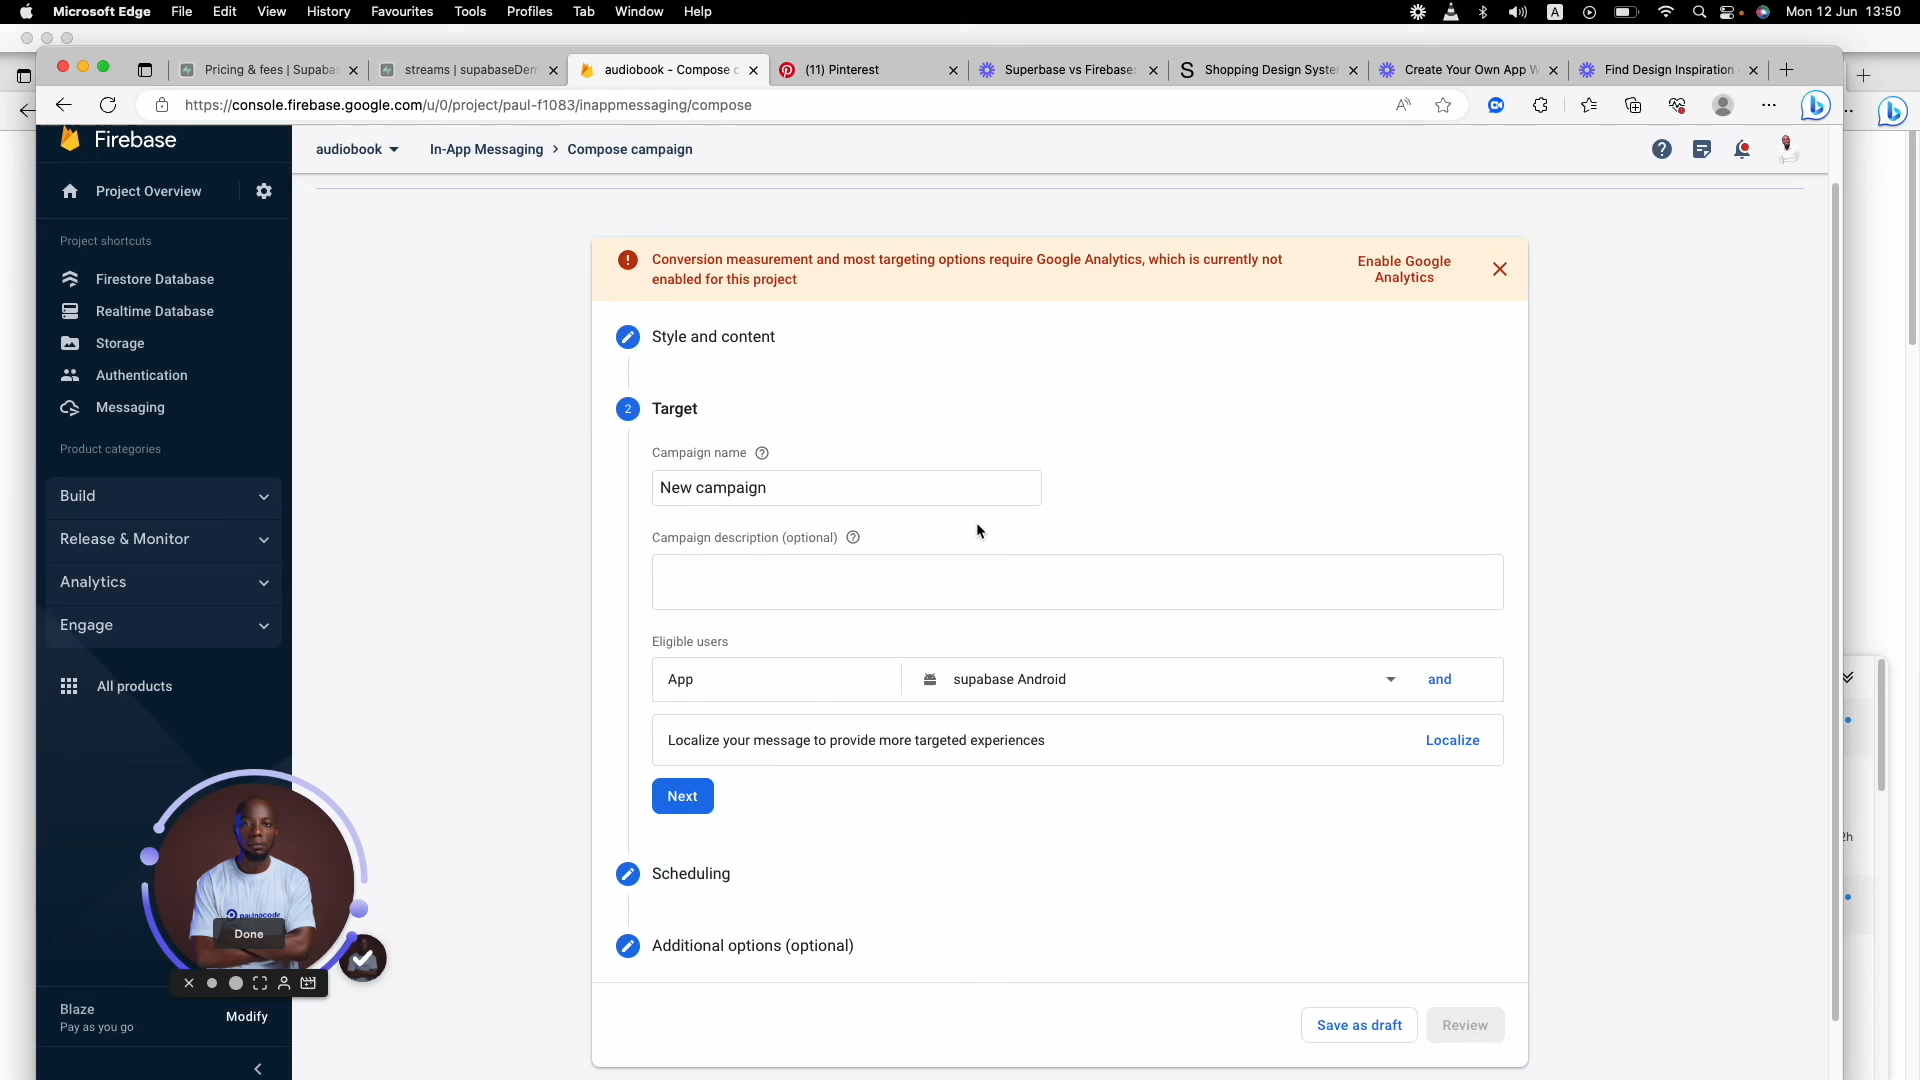 Microsoft Edge File Edit View History Favourites Tools Profiles Tab Window Help
A
Mon 12 Jun 13:50
Pricing & fees | Supaba
streams | supabaseDem
audiobook - Compose c
(11) Pinterest
Superbase vs Firebase:
Shopping Design Syste
Create Your Own App W
Find Design Inspiration
https://console.firebase.google.com/u/0/project/paul-f1083/inappmessaging/compose
Firebase
audiobook
In-App Messaging > Compose campaign
Project Overview
Project shortcuts
Firestore Database
Realtime Database
Storage
Authentication
Messaging
Product categories
Build
Release & Monitor
Analytics
Engage
All products
Conversion measurement and most targeting options require Google Analytics, which is currently not
enabled for this project
Enable Google
Analytics
Style and content
2 Target
Campaign name
New campaign
Campaign description (optional)
Eligible users
App
supabase Android
and
Localize your message to provide more targeted experiences
Localize
Next
Scheduling
Additional options (optional)
Save as draft
Review
paulnocode
Done
Blaze
Pay as you go
Modify
2h